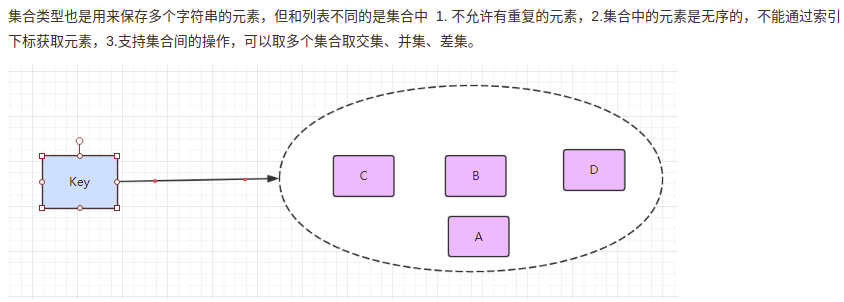 集合类型也是用来保存多个字符串的元素，但和列表不同的是集合中 1. 不允许有重复的元素，2.集合中的元素是无序的，不能通过索引
下标获取元素，3.支持集合间的操作，可以取多个集合取交集、并集、差集。
Key
C
B
D
A